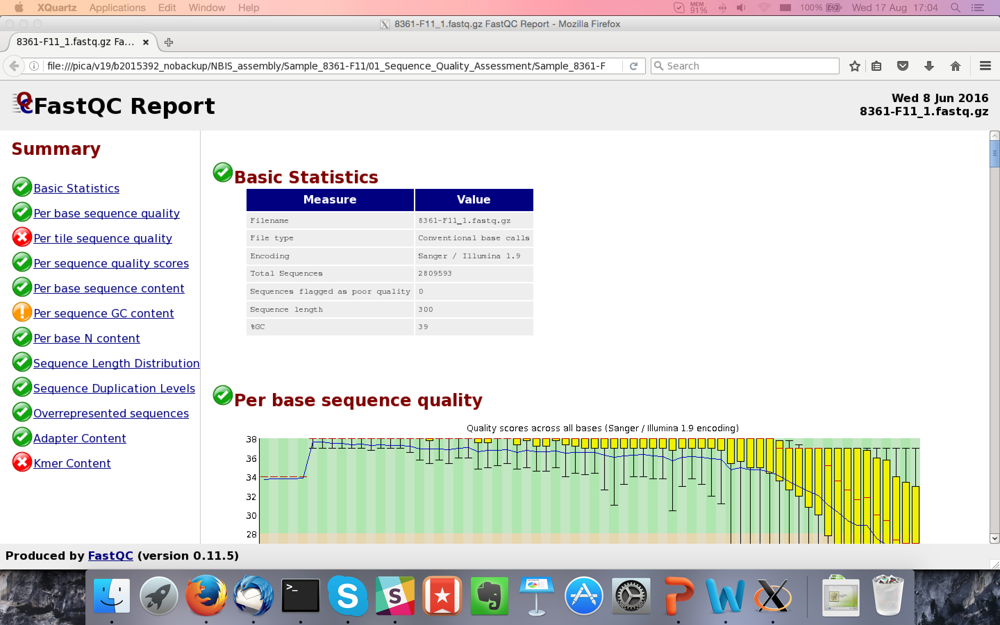 XQuartz Applications Edit Window Help MEM 91% 100% Wed 17 Aug 17:04
8361-F11_1.fastq.gz FastQC Report - Mozilla Firefox
8361-F11_1.fastq.gz Fa...
file:///pica/v19/b2015392_nobackup/NBIS_assembly/Sample_8361-F11/01_Sequence_Quality_Assessment/Sample_8361-F
Search
FastQC Report
Wed 8 Jun 2016
8361-F11_1.fastq.gz
Summary
Basic Statistics
Per base sequence quality
Per tile sequence quality
Per sequence quality scores
Per base sequence content
Per sequence GC content
Per base N content
Sequence Length Distribution
Sequence Duplication Levels
Overrepresented sequences
Adapter Content
Kmer Content
Basic Statistics
Measure Value
Filename 8361-F11_1.fastq.gz
File type Conventional base calls
Encoding Sanger / Illumina 1.9
Total Sequences 2809593
Sequences flagged as poor quality 0
Sequence length 300
%GC 39
Per base sequence quality
Quality scores across all bases (Sanger / Illumina 1.9 encoding)
38
36
34
32
30
28
Produced by FastQC (version 0.11.5)
KEYNOTE